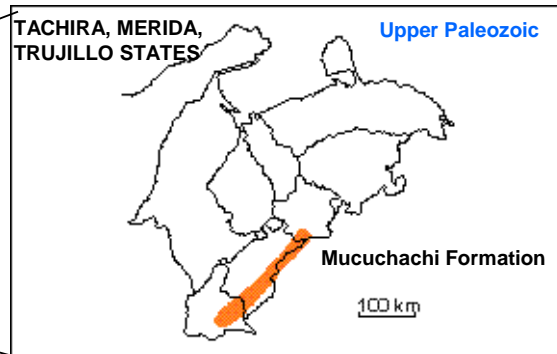 TACHIRA, MERIDA,
TRUJILLO STATES
Upper Paleozoic
Mucuchachi Formation
100 km